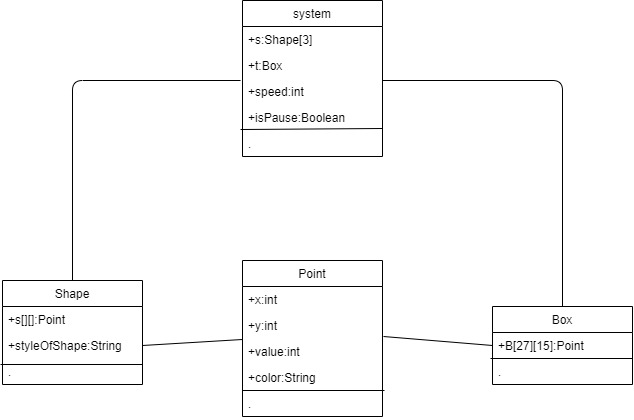 system
+s:Shape[3]
+t:Box
+speed:int
+isPause:Boolean
.
Shape
+s[][]:Point
+styleOfShape:String
.
Point
+x:int
+y:int
+value:int
+color:String
.
Box
+B[27][15]:Point
.